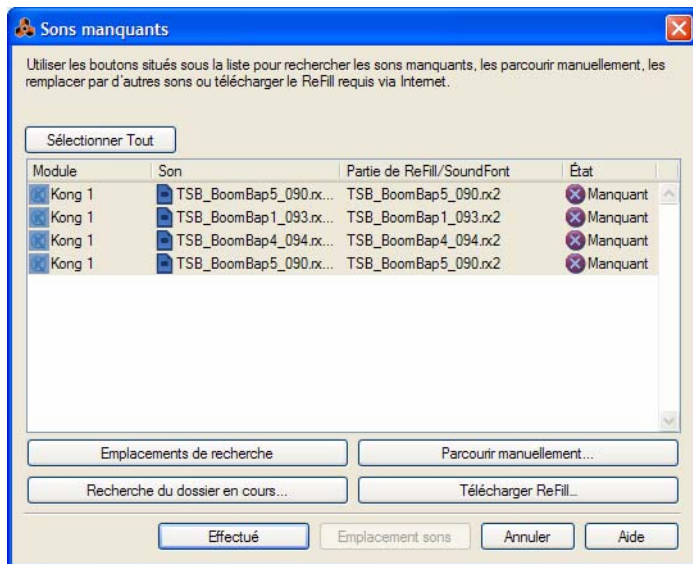 Sons manquants
Utiliser les boutons situés sous la liste pour rechercher les sons manquants, les parcourir manuellement, les
remplacer par d'autres sons ou télécharger le ReFill requis via Internet.
Sélectionner Tout
Module Son Partie de ReFill/SoundFont État
Kong 1 TSB_BoomBap5_090.rx... TSB_BoomBap5_090.rx2 Manquant
Kong 1 TSB_BoomBap1_093.rx... TSB_BoomBap1_093.rx2 Manquant
Kong 1 TSB_BoomBap4_094.rx... TSB_BoomBap4_094.rx2 Manquant
Kong 1 TSB_BoomBap5_090.rx... TSB_BoomBap5_090.rx2 Manquant
Emplacements de recherche Parcourir manuellement...
Recherche du dossier en cours... Télécharger ReFill...
Effectué Emplacement sons Annuler Aide